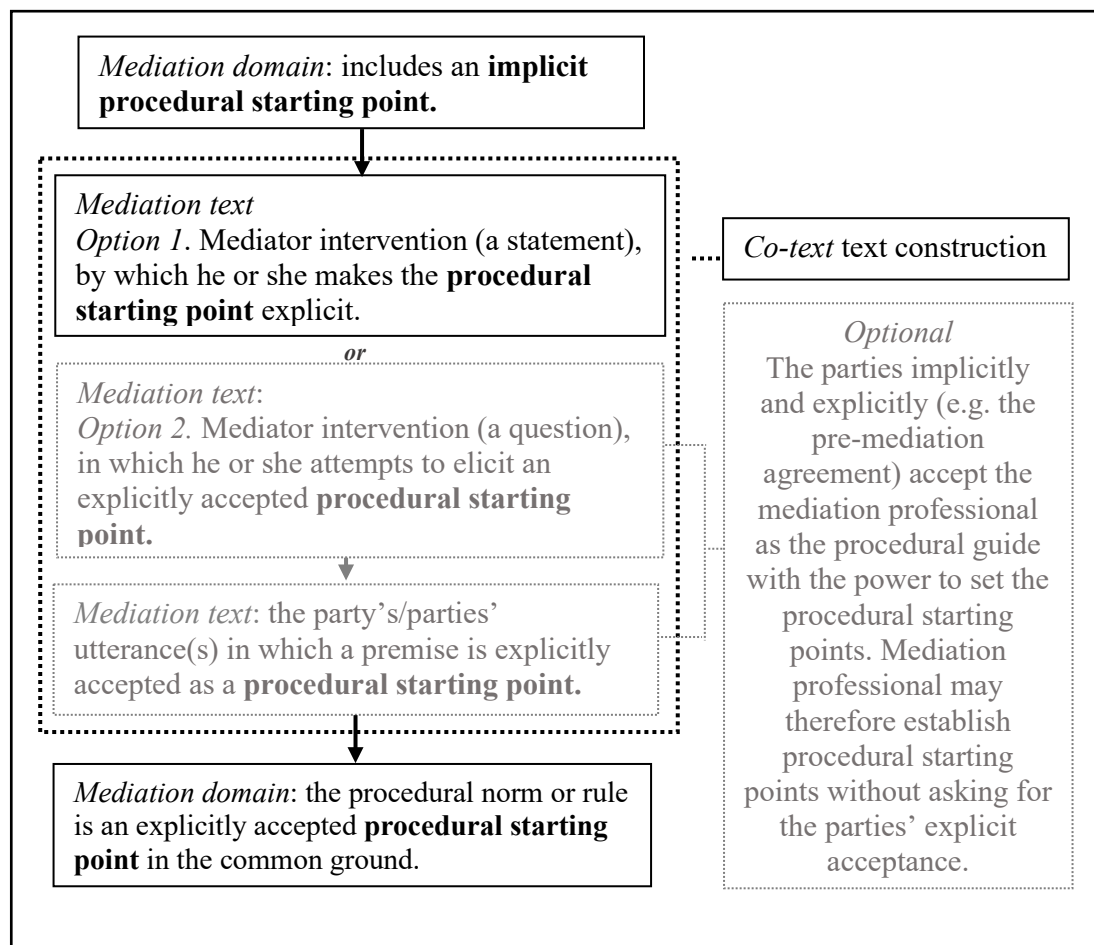 Mediation domain: includes an implicit
procedural starting point.
Mediation text
Option 1. Mediator intervention (a statement),
by which he or she makes the procedural
starting point explicit.
or
Mediation text:
Option 2. Mediator intervention (a question),
in which he or she attempts to elicit an
explicitly accepted procedural starting
point.
Mediation text: the party’s/parties’
utterance(s) in which a premise is explicitly
accepted as a procedural starting point.
Mediation domain: the procedural norm or rule
is an explicitly accepted procedural starting
point in the common ground.
Co-text text construction
Optional
The parties implicitly
and explicitly (e.g. the
pre-mediation
agreement) accept the
mediation professional
as the procedural guide
with the power to set the
procedural starting
points. Mediation
professional may
therefore establish
procedural starting
points without asking for
the parties’ explicit
acceptance.